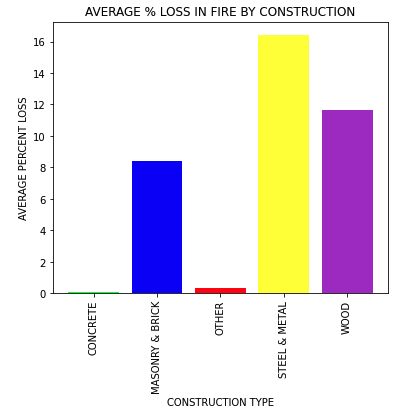 AVERAGE % LOSS IN FIRE BY CONSTRUCTION
AVERAGE PERCENT LOSS
16
14
12
10
8
6
4
2
0
CONCRETE
MASONRY & BRICK
OTHER
STEEL & METAL
WOOD
CONSTRUCTION TYPE